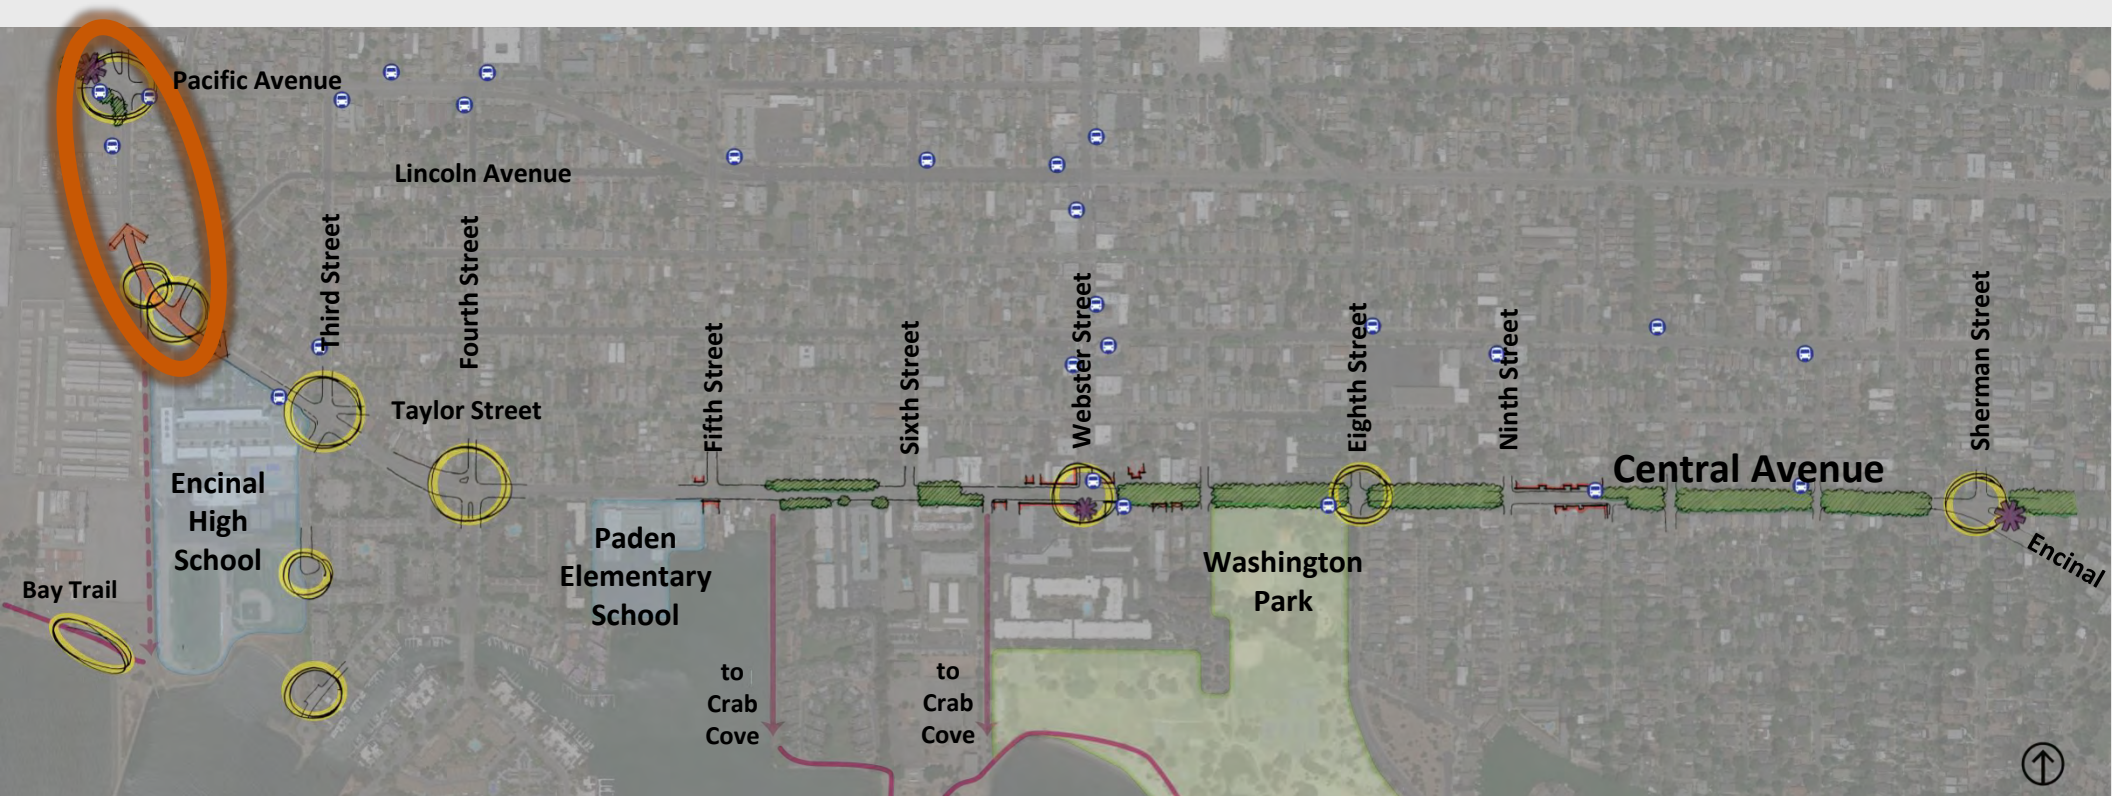 Pacific Avenue
Lincoln Avenue
Third Street
Fourth Street
Taylor Street
Fifth Street
Sixth Street
Webster Street
Eighth Street
Ninth Street
Sherman Street
Central Avenue
Encinal
Encinal
High
School
Paden
Elementary
School
Washington
Park
Bay Trail
to
Crab
Cove
to
Crab
Cove